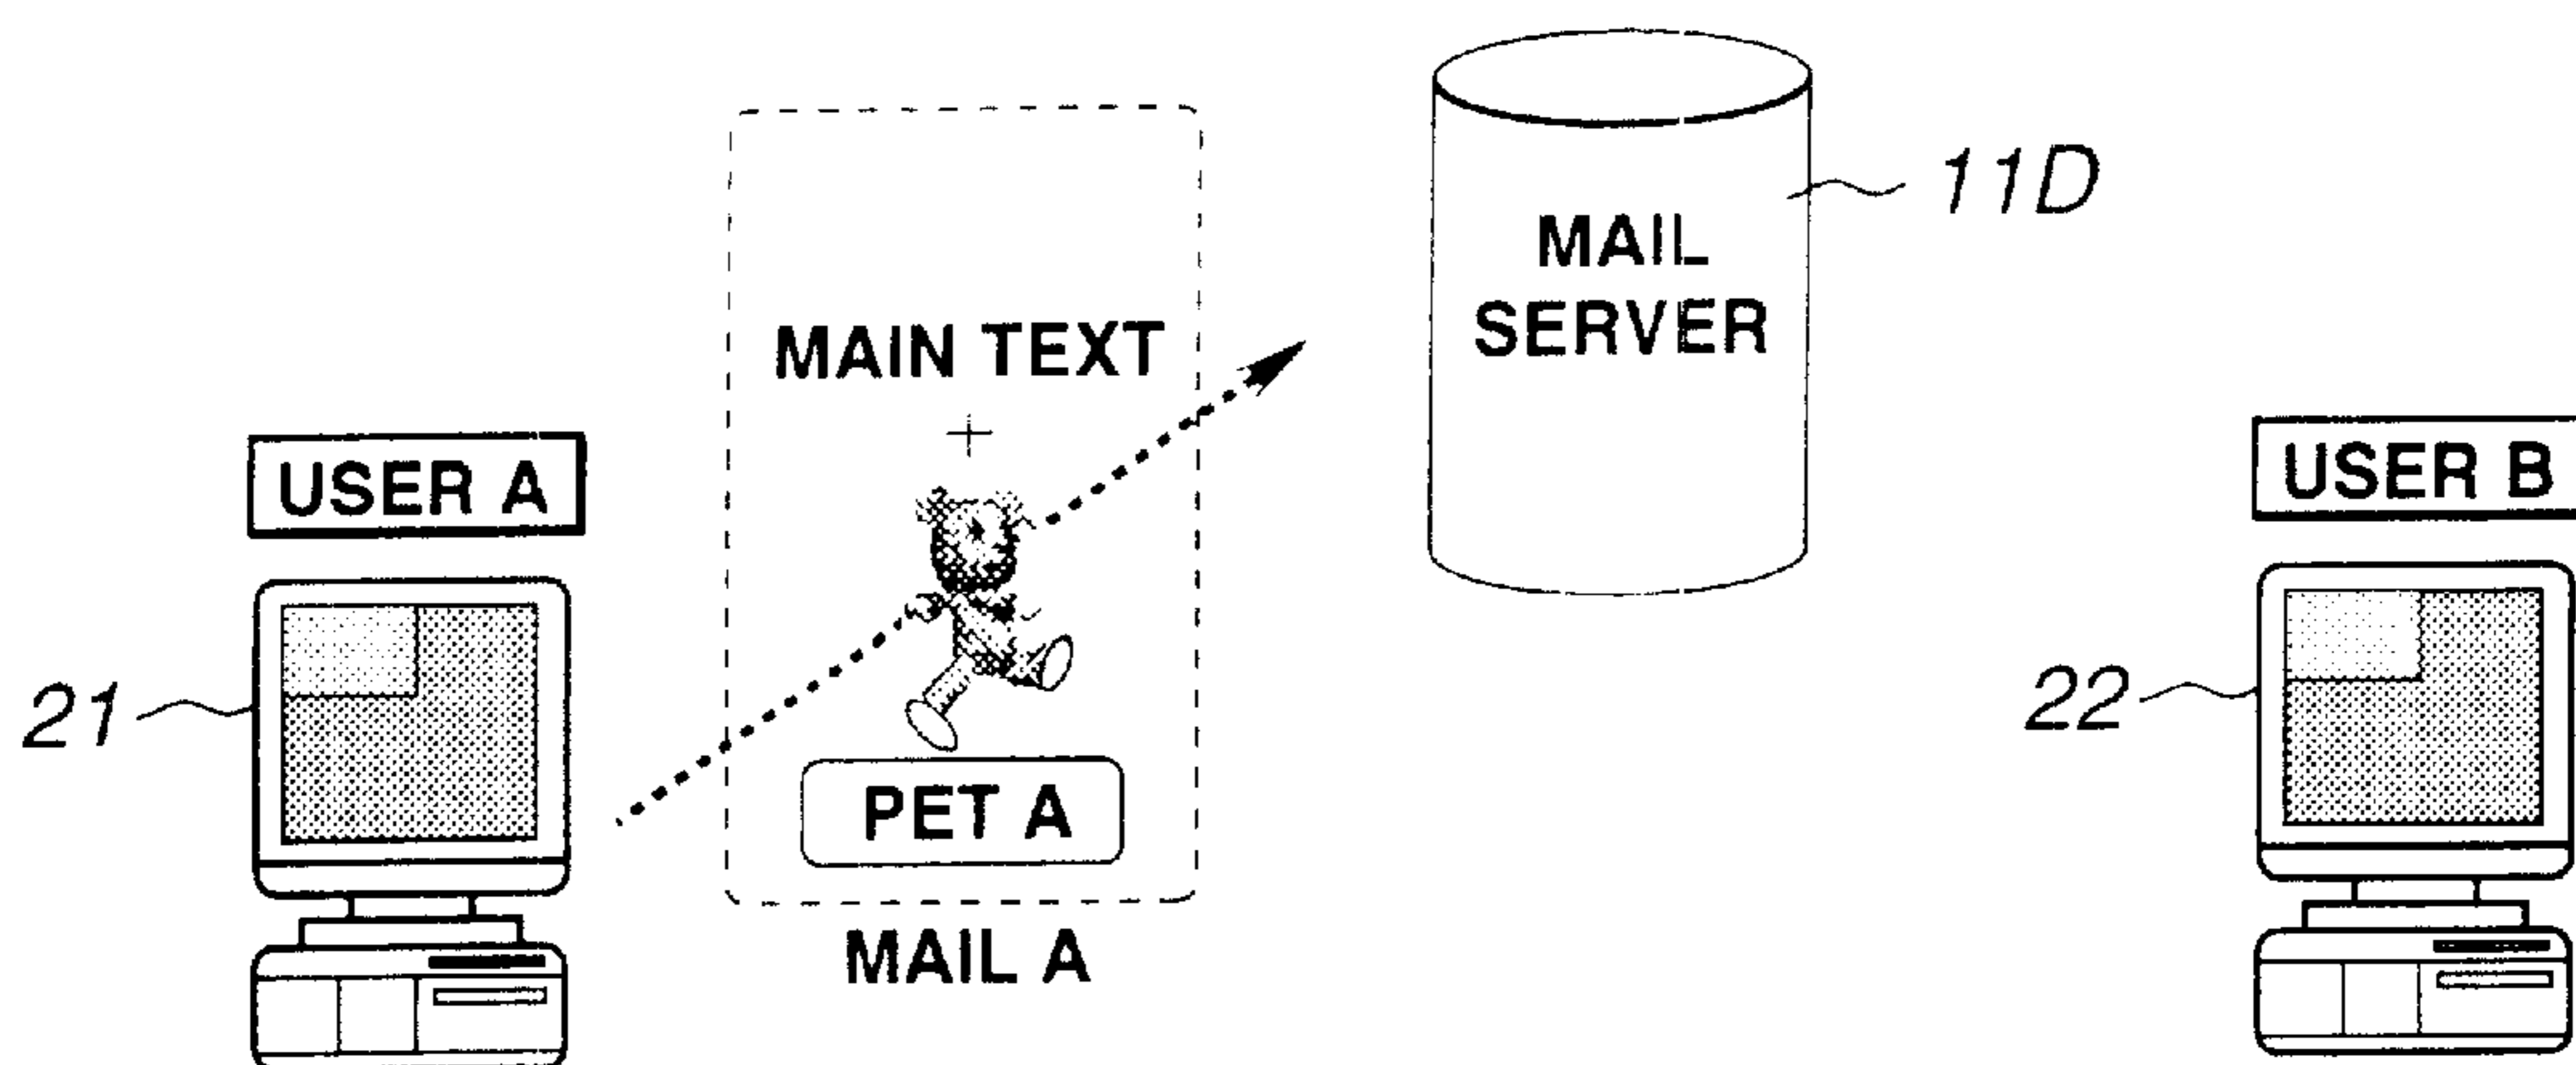 11D
MAIL
SERVER
MAIN TEXT
+
USER A
USER B
21
22
PET A
MAIL A